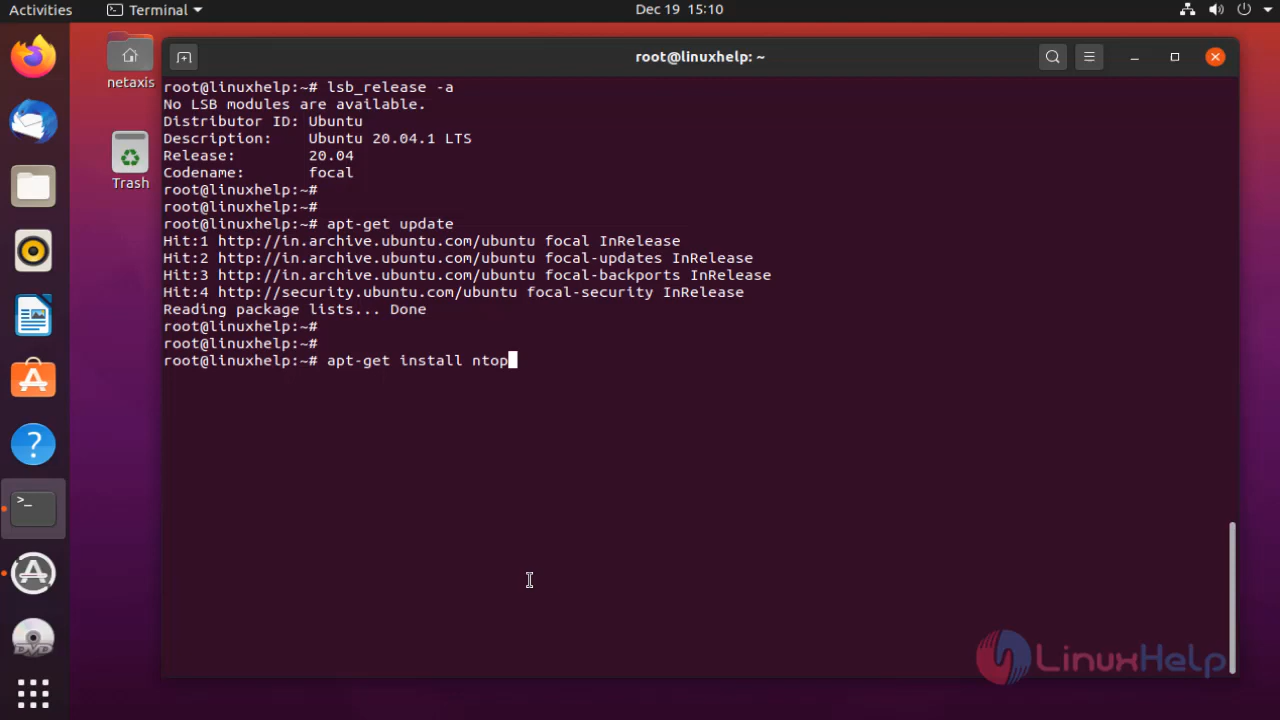 Activities
Terminal
Dec 19 15:10
netaxis
Trash
root@linuxhelp: ~
root@linuxhelp:~# lsb_release -a
No LSB modules are available.
Distributor ID: Ubuntu
Description: Ubuntu 20.04.1 LTS
Release: 20.04
Codename: focal
root@linuxhelp:~#
root@linuxhelp:~#
root@linuxhelp:~# apt-get update
Hit:1 http://in.archive.ubuntu.com/ubuntu focal InRelease
Hit:2 http://in.archive.ubuntu.com/ubuntu focal-updates InRelease
Hit:3 http://in.archive.ubuntu.com/ubuntu focal-backports InRelease
Hit:4 http://security.ubuntu.com/ubuntu focal-security InRelease
Reading package lists... Done
root@linuxhelp:~#
root@linuxhelp:~#
root@linuxhelp:~# apt-get install ntop
>_
?
DVD
LinuxHelp